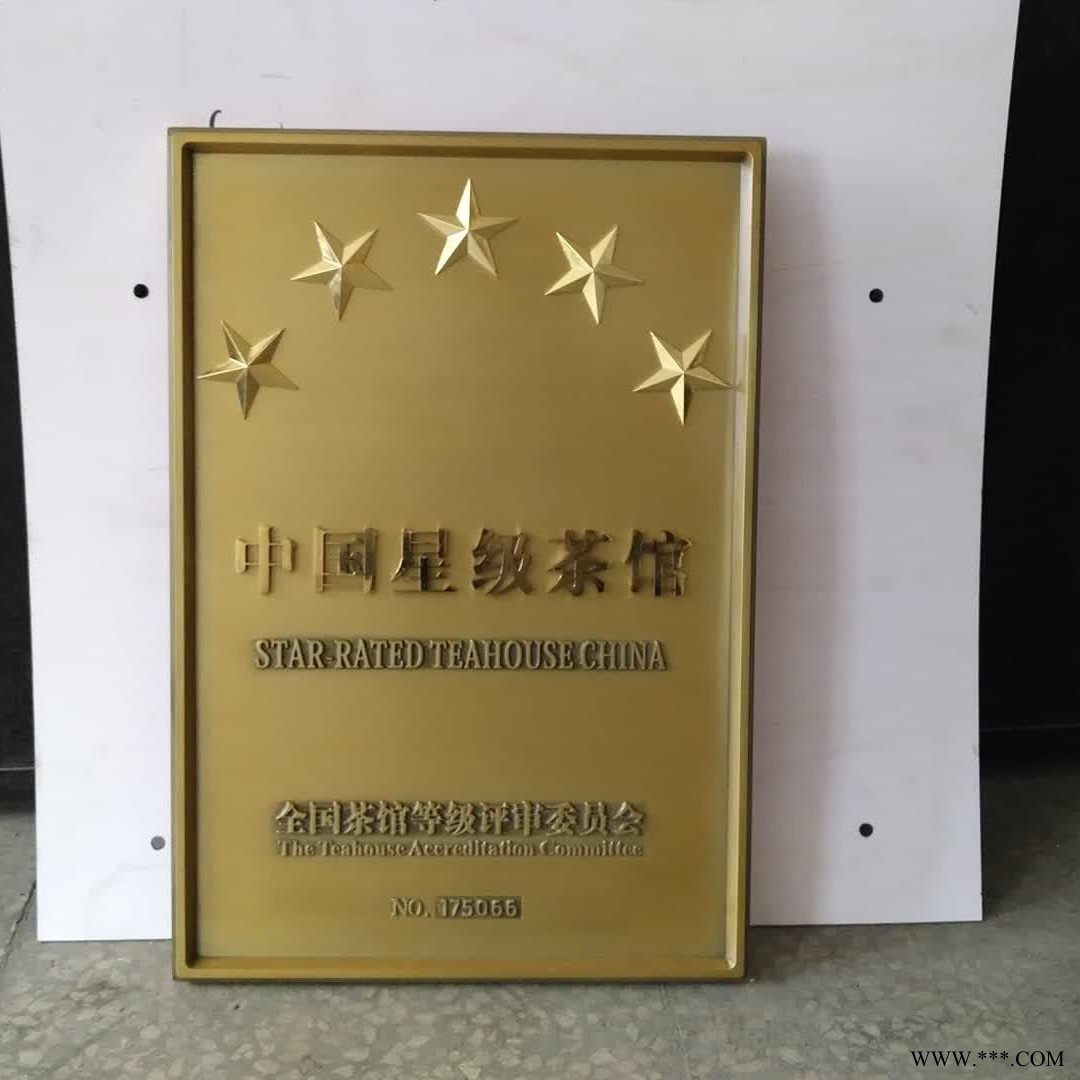 中国星级茶馆
STAR-RATED TEAHOUSE CHINA
全国茶馆等级评审委员会
The Teahouse Accreditation Committee
NO. 175066
WWW.***.COM